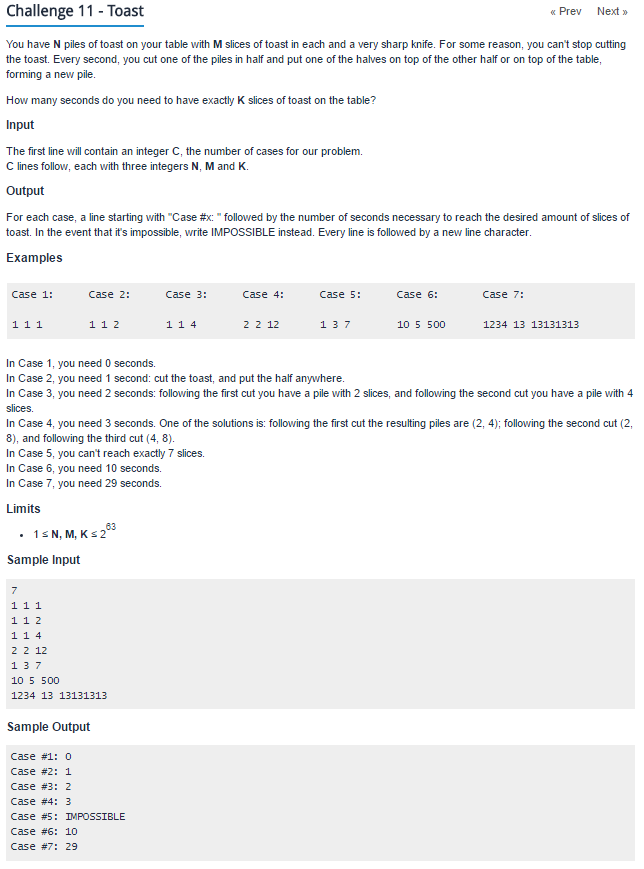 Challenge 11 - Toast
« Prev Next »
You have N piles of toast on your table with M slices of toast in each and a very sharp knife. For some reason, you can't stop cutting
the toast. Every second, you cut one of the piles in half and put one of the halves on top of the other half or on top of the table,
forming a new pile.
How many seconds do you need to have exactly K slices of toast on the table?
Input
The first line will contain an integer C, the number of cases for our problem.
C lines follow, each with three integers N, M and K.
Output
For each case, a line starting with "Case #x: " followed by the number of seconds necessary to reach the desired amount of slices of
toast. In the event that it's impossible, write IMPOSSIBLE instead. Every line is followed by a new line character.
Examples
Case 1: Case 2: Case 3: Case 4: Case 5: Case 6: Case 7:
1 1 1 1 1 2 1 1 4 2 2 12 1 3 7 10 5 500 1234 13 13131313
In Case 1, you need 0 seconds.
In Case 2, you need 1 second: cut the toast, and put the half anywhere.
In Case 3, you need 2 seconds: following the first cut you have a pile with 2 slices, and following the second cut you have a pile with 4
slices.
In Case 4, you need 3 seconds. One of the solutions is: following the first cut the resulting piles are (2, 4); following the second cut (2,
8), and following the third cut (4, 8).
In Case 5, you can't reach exactly 7 slices.
In Case 6, you need 10 seconds.
In Case 7, you need 29 seconds.
Limits
• 1 ≤ N, M, K ≤ 2^63
Sample Input
7
1 1 1
1 1 2
1 1 4
2 2 12
1 3 7
10 5 500
1234 13 13131313
Sample Output
Case #1: 0
Case #2: 1
Case #3: 2
Case #4: 3
Case #5: IMPOSSIBLE
Case #6: 10
Case #7: 29